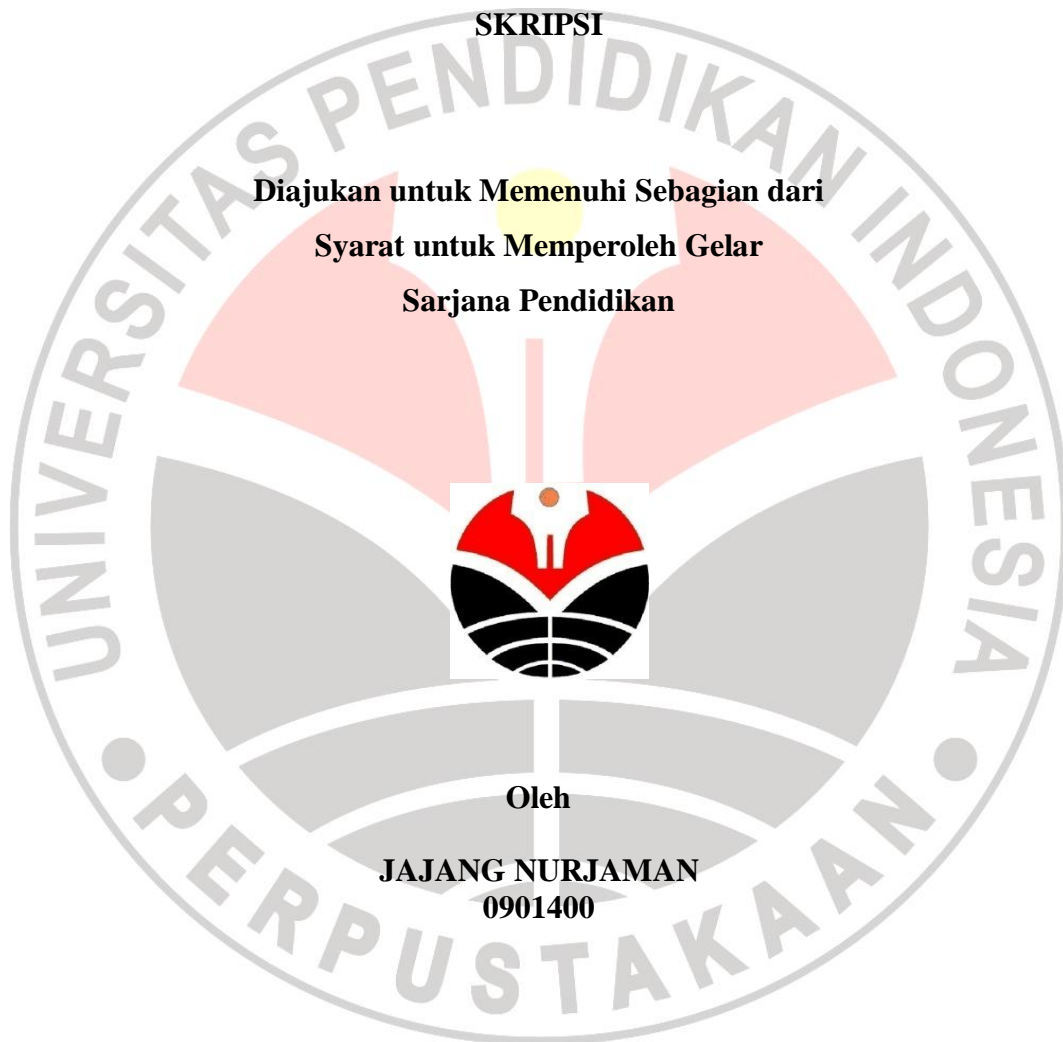 SKRIPSI
UNIVERSITAS PENDIDIKAN INDONESIA
Diajukan untuk Memenuhi Sebagian dari
Syarat untuk Memperoleh Gelar
Sarjana Pendidikan
Oleh
JAJANG NURJAMAN
0901400
PERPUSTAKAAN